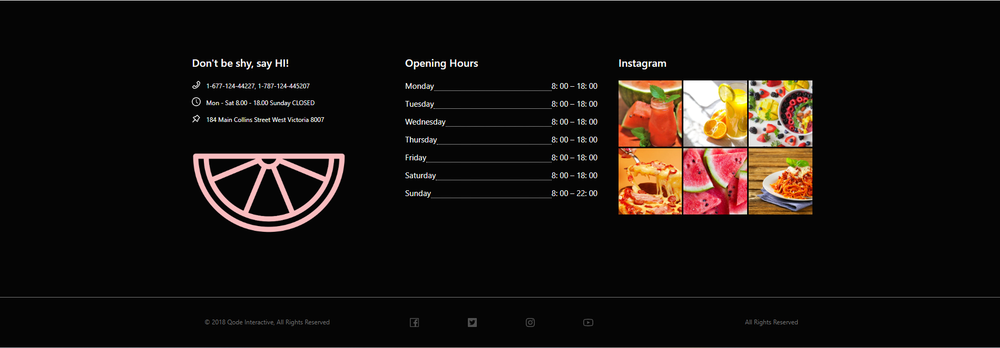 Don't be shy, say HI!
1-677-124-44227, 1-787-124-445207
Mon - Sat 8.00 - 18.00 Sunday CLOSED
184 Main Collins Street West Victoria 8007
Opening Hours
Monday 8: 00 – 18: 00
Tuesday 8: 00 – 18: 00
Wednesday 8: 00 – 18: 00
Thursday 8: 00 – 18: 00
Friday 8: 00 – 18: 00
Saturday 8: 00 – 18: 00
Sunday 8: 00 – 22: 00
Instagram
© 2018 Qode Interactive, All Rights Reserved
All Rights Reserved